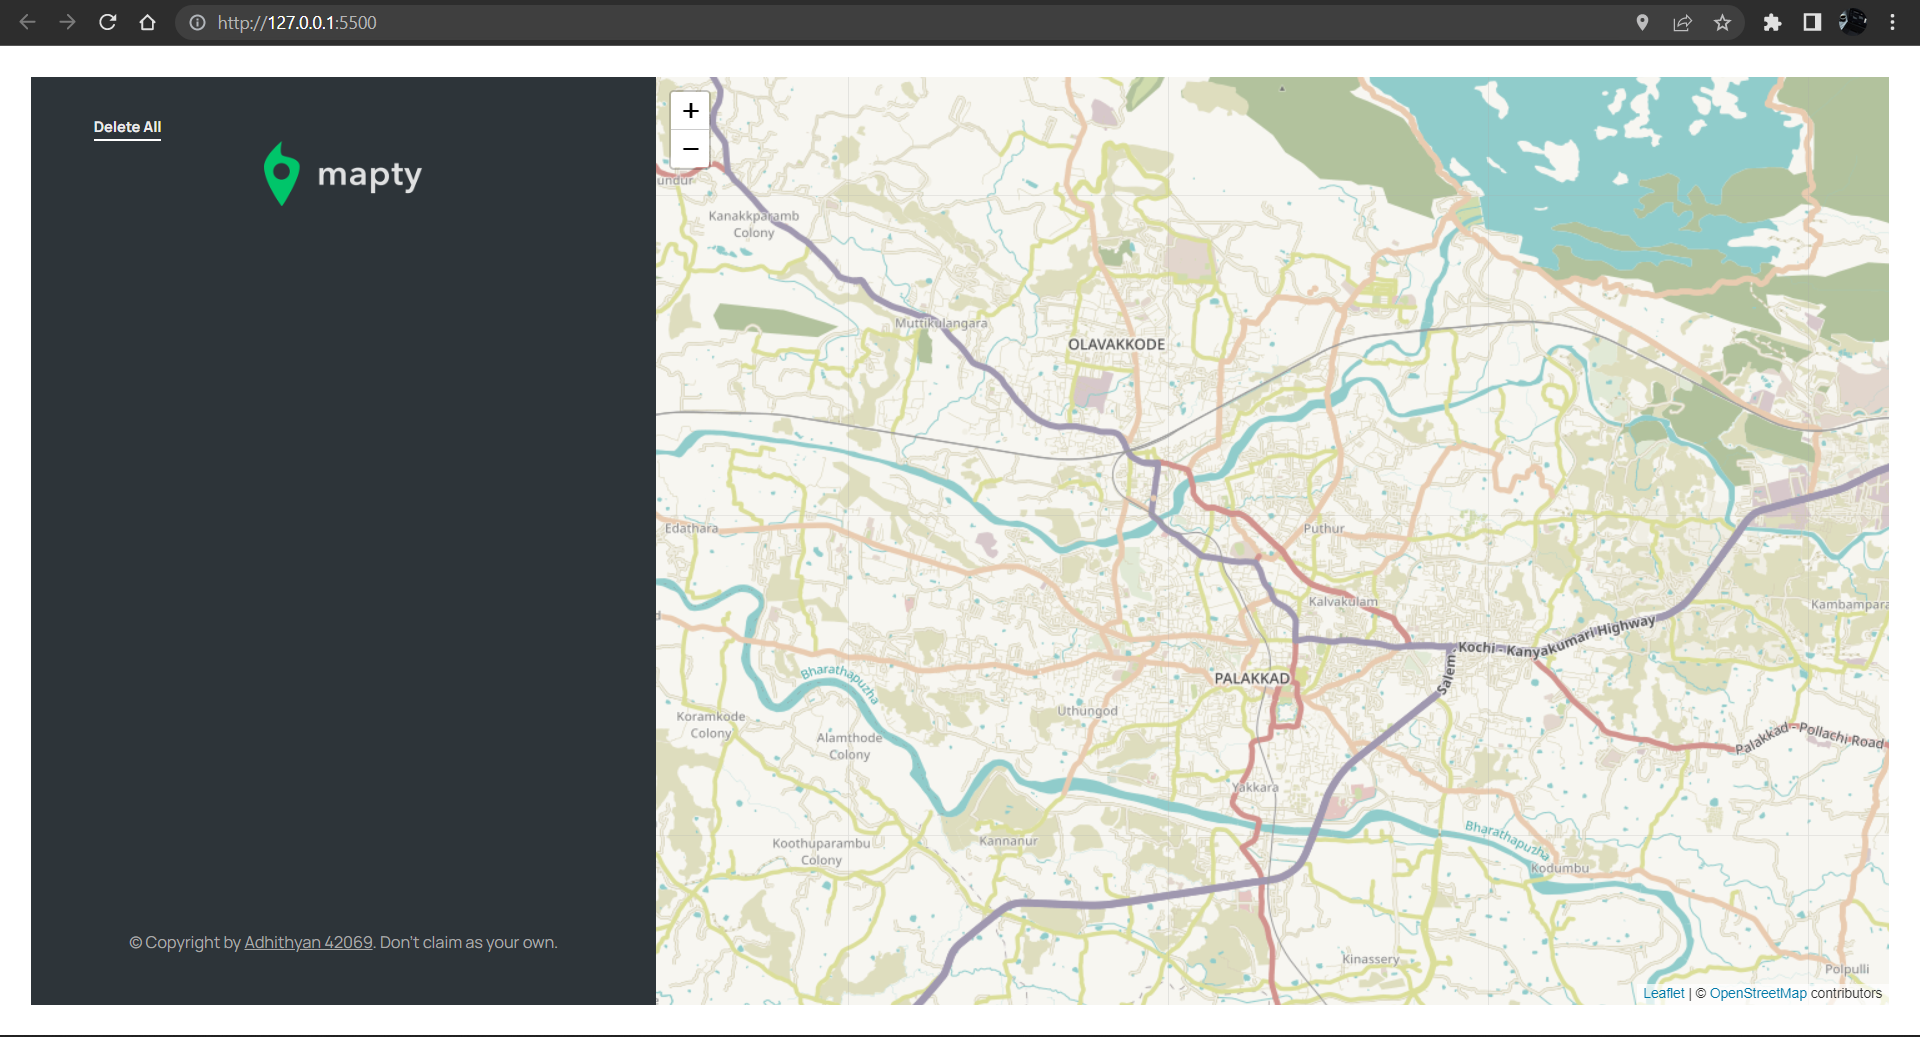 http://127.0.0.1:5500
Delete All
mapty
© Copyright by Adhithyan 42069. Don't claim as your own.
+
−
undur
Kanakkparamb
Colony
Muttikulangara
OLAVAKKODE
Edathara
Puthur
Kalvakulam
Kambampara
Kochi - Kanyakumari Highway
Salem
PALAKKAD
Bharathapuzha
Uthungod
Koramkode
Colony
Alamthode
Colony
Palakkad - Pollachi Road
Yakkara
Bharathapuzha
Koothuparambu
Colony
Kannanur
Kodumbu
Kinassery
Polpulli
Leaflet | © OpenStreetMap contributors